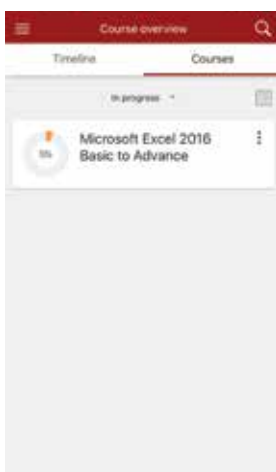 Course overview
Timeline
Courses
In progress
5%
Microsoft Excel 2016
Basic to Advance